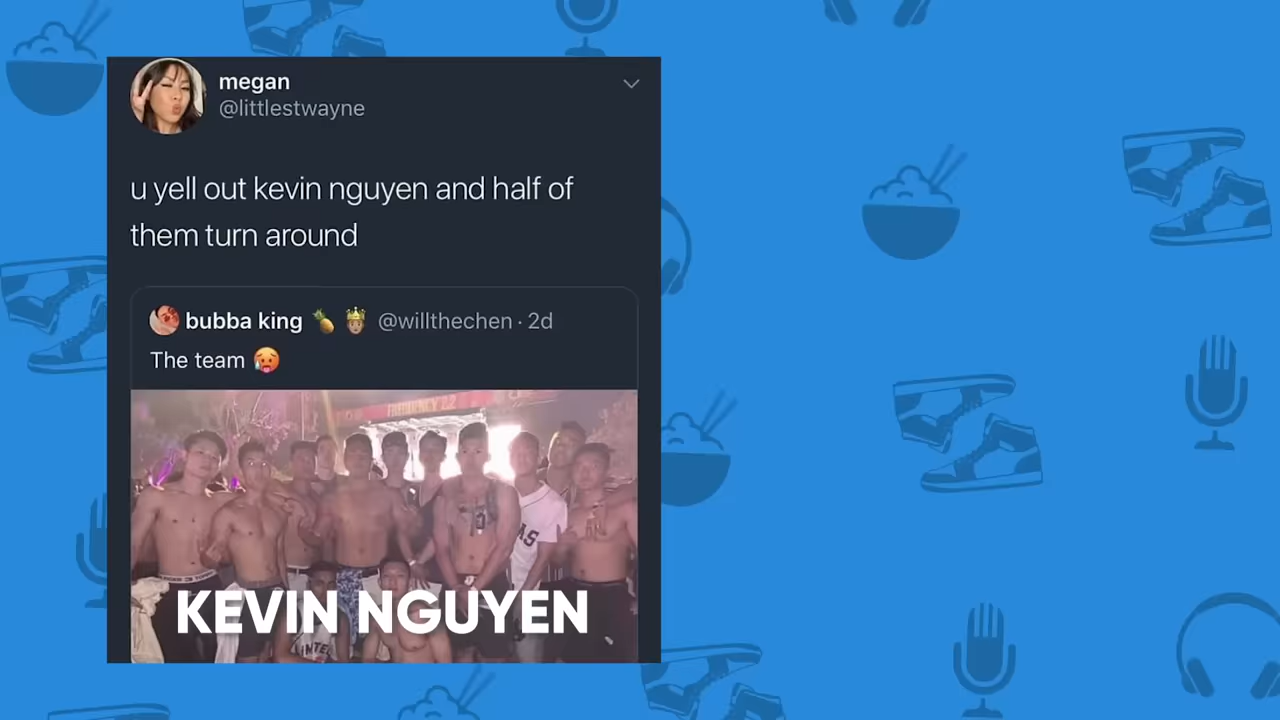 megan
@littlestwayne
u yell out kevin nguyen and half of
them turn around
bubba king 🍍 🤴🏽 @willthechen · 2d
The team 🥵
AS
KEVIN NGUYEN